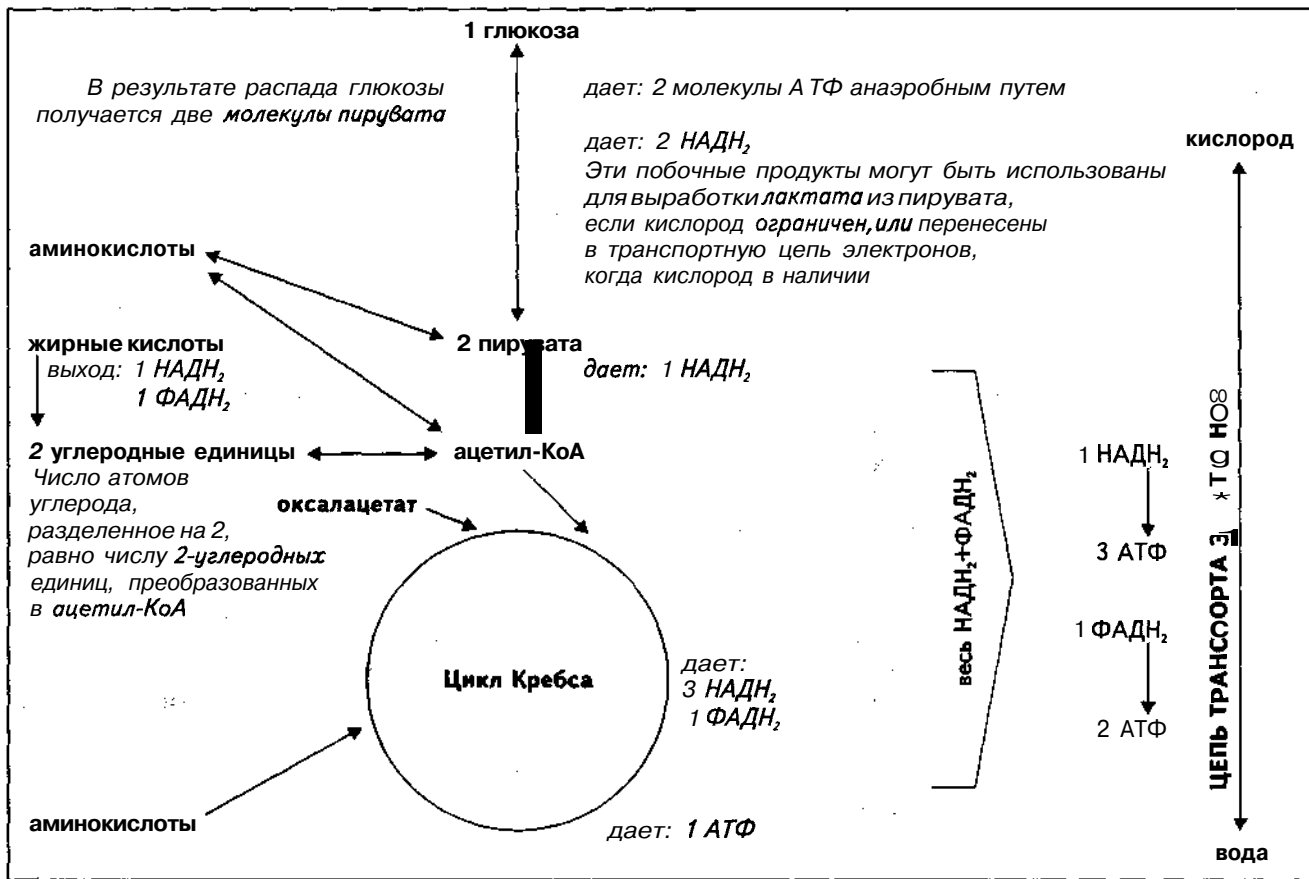 1 глюкоза
В результате распада глюкозы
получается две молекулы пирувата
дает: 2 молекулы АТФ анаэробным путем
дает: 2 НАДН₂
Эти побочные продукты могут быть использованы
для выработки лактата из пирувата,
если кислород ограничен, или перенесены
в транспортную цепь электронов,
когда кислород в наличии
кислород
аминокислоты
жирные кислоты
выход: 1 НАДН₂
1 ФАДН₂
2 пирувата
дает: 1 НАДН₂
2 углеродные единицы
ацетил-КоА
Число атомов
углерода,
разделенное на 2,
равно числу 2-углеродных
единиц, преобразованных
в ацетил-КоА
оксалацетат
Цикл Кребса
дает:
3 НАДН₂
1 ФАДН₂
аминокислоты
дает: 1 АТФ
весь НАДН₂+ФАДН₂
1 НАДН₂
3 АТФ
1 ФАДН₂
2 АТФ
ЦЕПЬ ТРАНСОРТА
вода